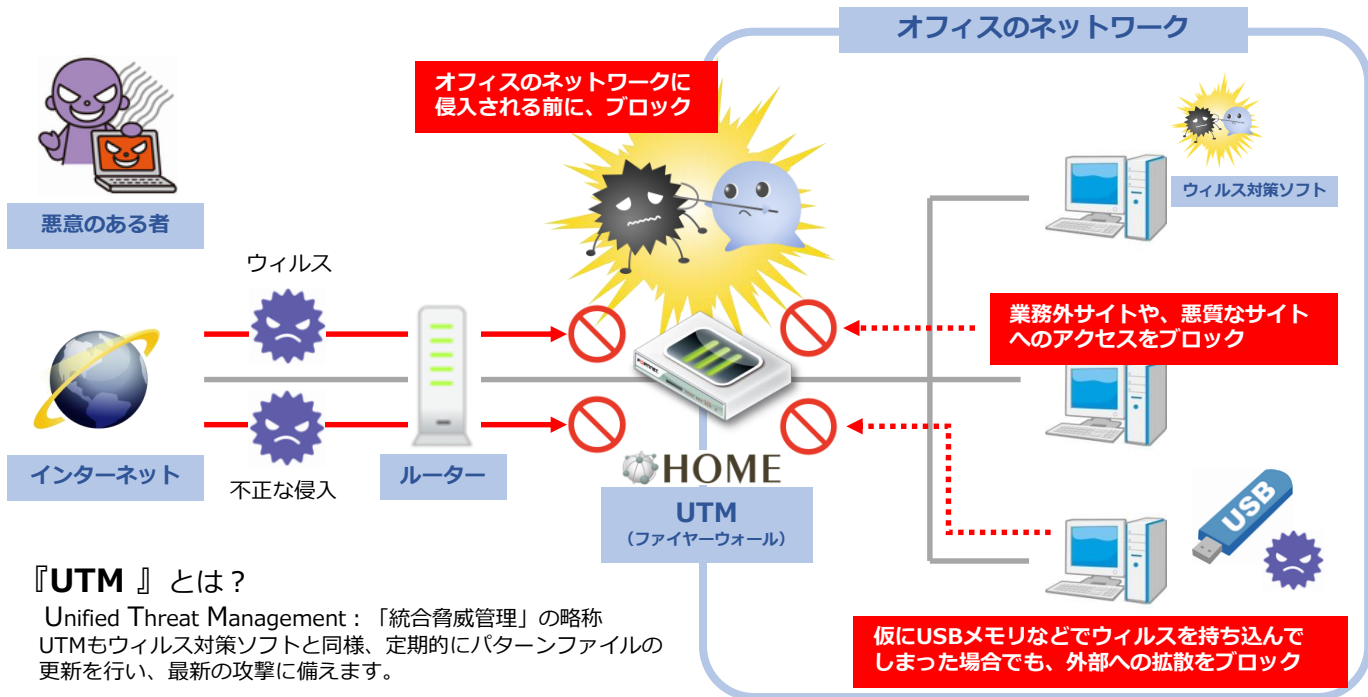 オフィスのネットワーク
オフィスのネットワークに
侵入される前に、ブロック
ウィルス対策ソフト
悪意のある者
ウィルス
業務外サイトや、悪質なサイト
へのアクセスをブロック
FORTINET
インターネット
不正な侵入
ルーター
HOME
UTM
（ファイヤーウォール）
USB
『UTM 』とは？
Unified Threat Management：「統合脅威管理」の略称
UTMもウィルス対策ソフトと同様、定期的にパターンファイルの
更新を行い、最新の攻撃に備えます。
仮にUSBメモリなどでウィルスを持ち込んで
しまった場合でも、外部への拡散をブロック